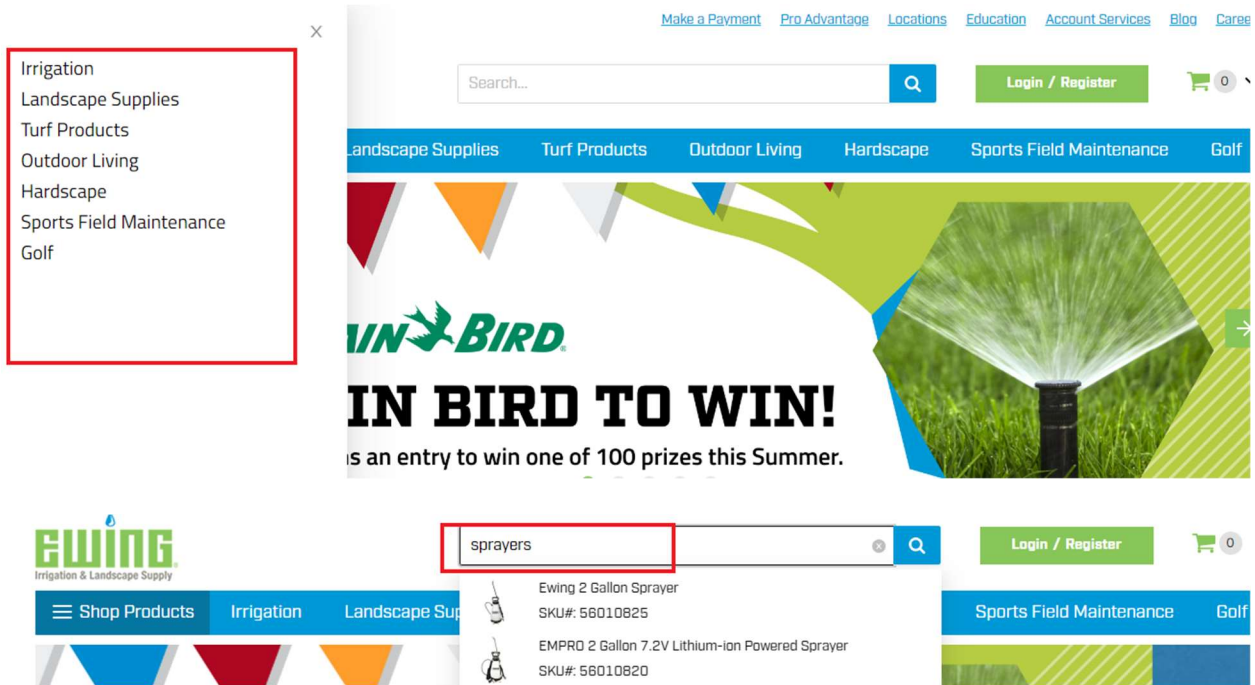 Make a Payment Pro Advantage Locations Education Account Services Blog Caree
X
Irrigation
Landscape Supplies
Turf Products
Outdoor Living
Hardscape
Sports Field Maintenance
Golf
Search...
Login / Register
0
Landscape Supplies Turf Products Outdoor Living Hardscape Sports Field Maintenance Golf
AIN BIRD
IN BIRD TO WIN!
s an entry to win one of 100 prizes this Summer.
EWING
Irrigation & Landscape Supply
sprayers
Login / Register
0
Shop Products Irrigation Landscape Sup Sports Field Maintenance Golf
Ewing 2 Gallon Sprayer
SKU#: 56010825
EMPRO 2 Gallon 7.2V Lithium-ion Powered Sprayer
SKU#: 56010820